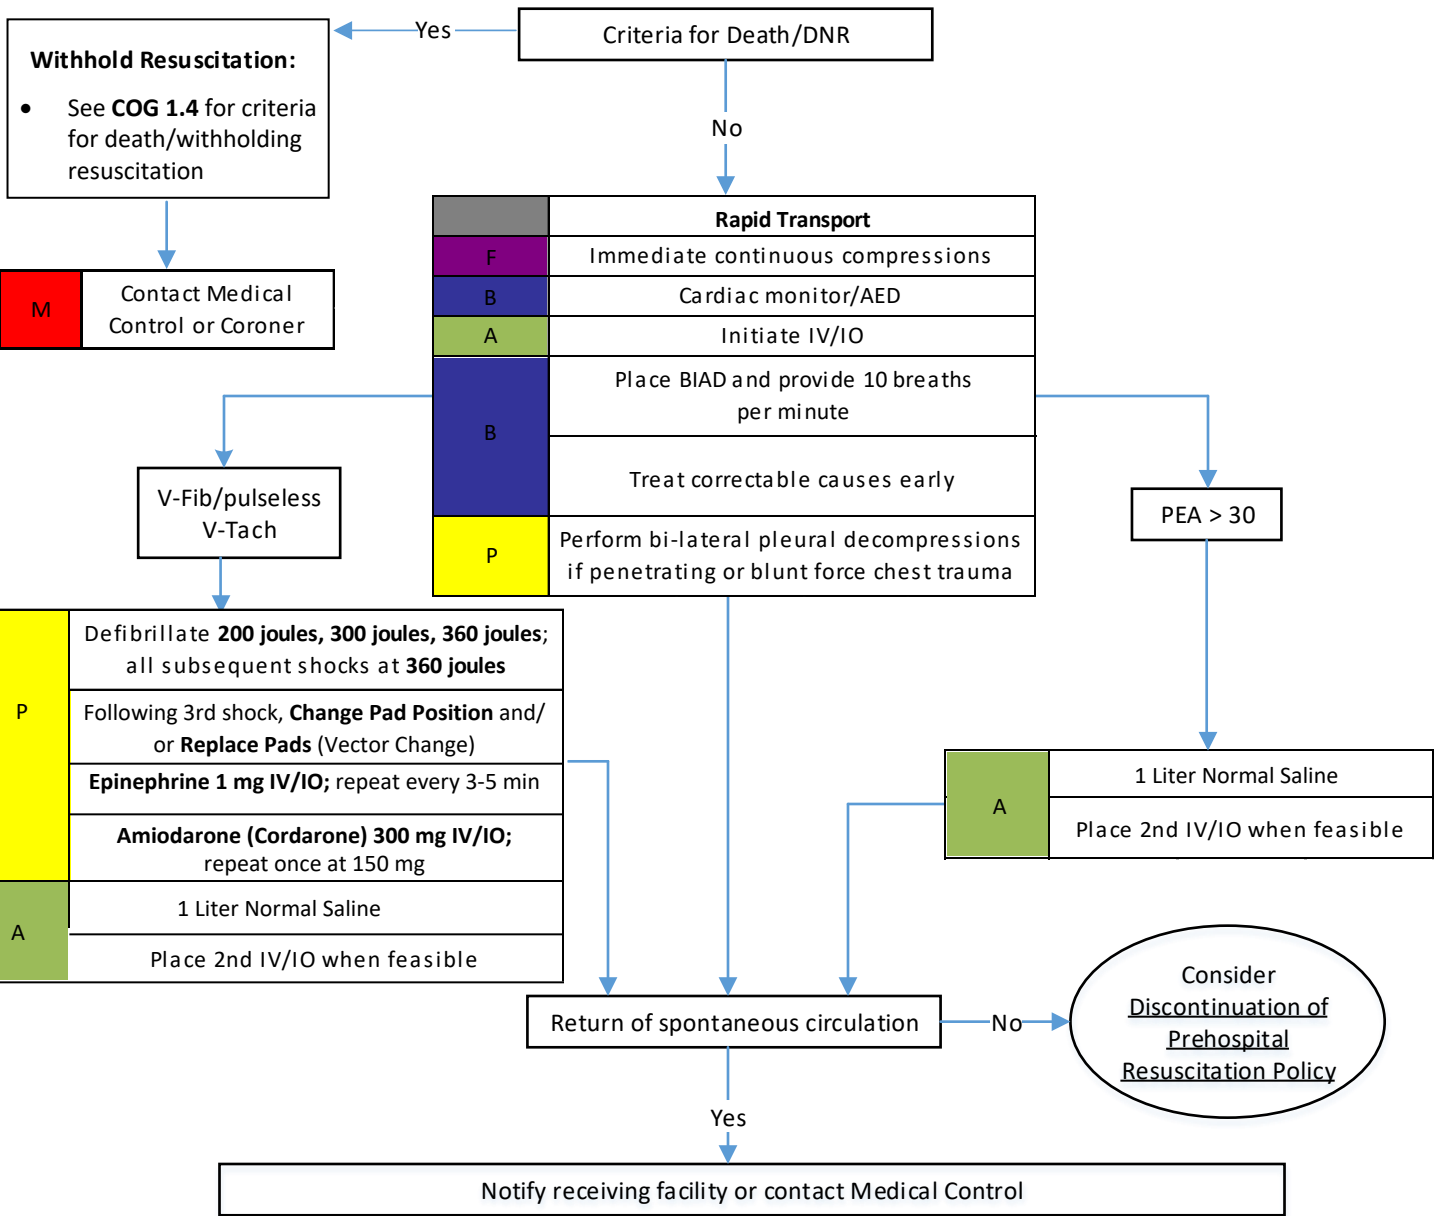 Criteria for Death/DNR
Yes
Withhold Resuscitation:
• See COG 1.4 for criteria
for death/withholding
resuscitation
No
M
Contact Medical
Control or Coroner
Rapid Transport
F
Immediate continuous compressions
B
Cardiac monitor/AED
A
Initiate IV/IO
B
Place BIAD and provide 10 breaths
per minute
Treat correctable causes early
P
Perform bi-lateral pleural decompressions
if penetrating or blunt force chest trauma
V-Fib/pulseless
V-Tach
P
Defibrillate 200 joules, 300 joules, 360 joules;
all subsequent shocks at 360 joules
Following 3rd shock, Change Pad Position and/
or Replace Pads (Vector Change)
Epinephrine 1 mg IV/IO; repeat every 3-5 min
Amiodarone (Cordarone) 300 mg IV/IO;
repeat once at 150 mg
A
1 Liter Normal Saline
Place 2nd IV/IO when feasible
PEA > 30
A
1 Liter Normal Saline
Place 2nd IV/IO when feasible
Return of spontaneous circulation
No
Consider
Discontinuation of
Prehospital
Resuscitation Policy
Yes
Notify receiving facility or contact Medical Control